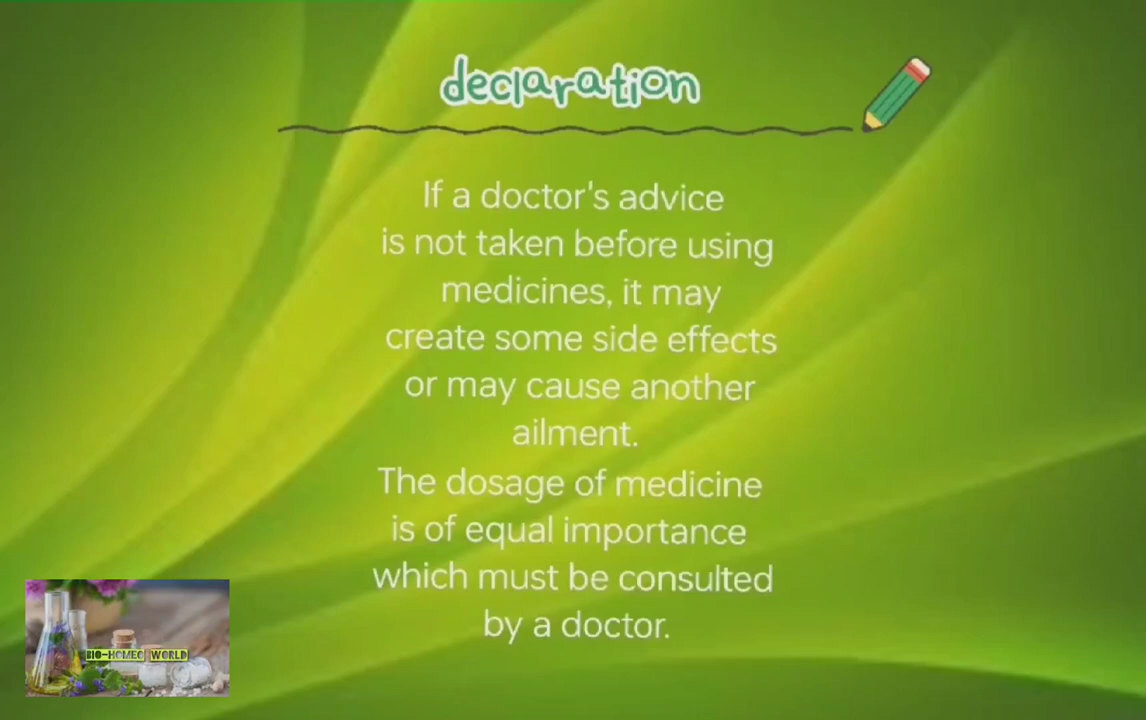 declaration
If a doctor's advice
is not taken before using
medicines, it may
create some side effects
or may cause another
ailment.
The dosage of medicine
is of equal importance
which must be consulted
by a doctor.
BIO-HOMEO WORLD